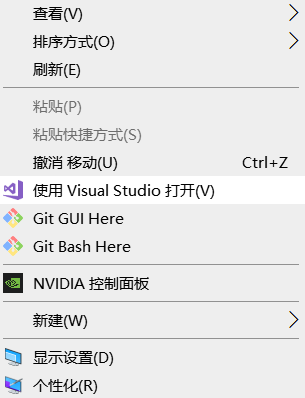 查看(V)
排序方式(O)
刷新(E)
粘贴(P)
粘贴快捷方式(S)
撤消 移动(U) Ctrl+Z
使用 Visual Studio 打开(V)
Git GUI Here
Git Bash Here
NVIDIA 控制面板
新建(W)
显示设置(D)
个性化(R)